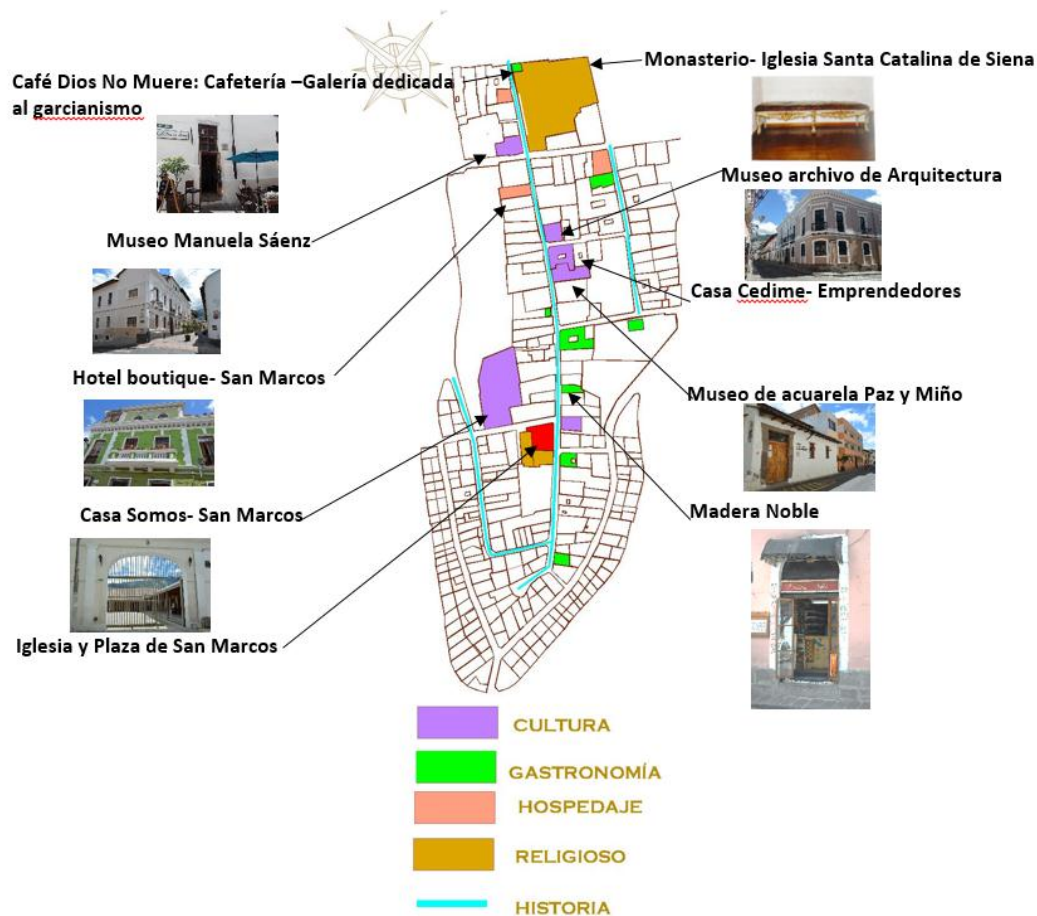 Café Dios No Muere: Cafetería –Galería dedicada
al garcianismo
Monasterio- Iglesia Santa Catalina de Siena
Museo archivo de Arquitectura
Museo Manuela Sáenz
Casa Cedime- Emprendedores
Hotel boutique- San Marcos
Museo de acuarela Paz y Miño
Casa Somos- San Marcos
Madera Noble
Iglesia y Plaza de San Marcos
CULTURA
GASTRONOMÍA
HOSPEDAJE
RELIGIOSO
HISTORIA